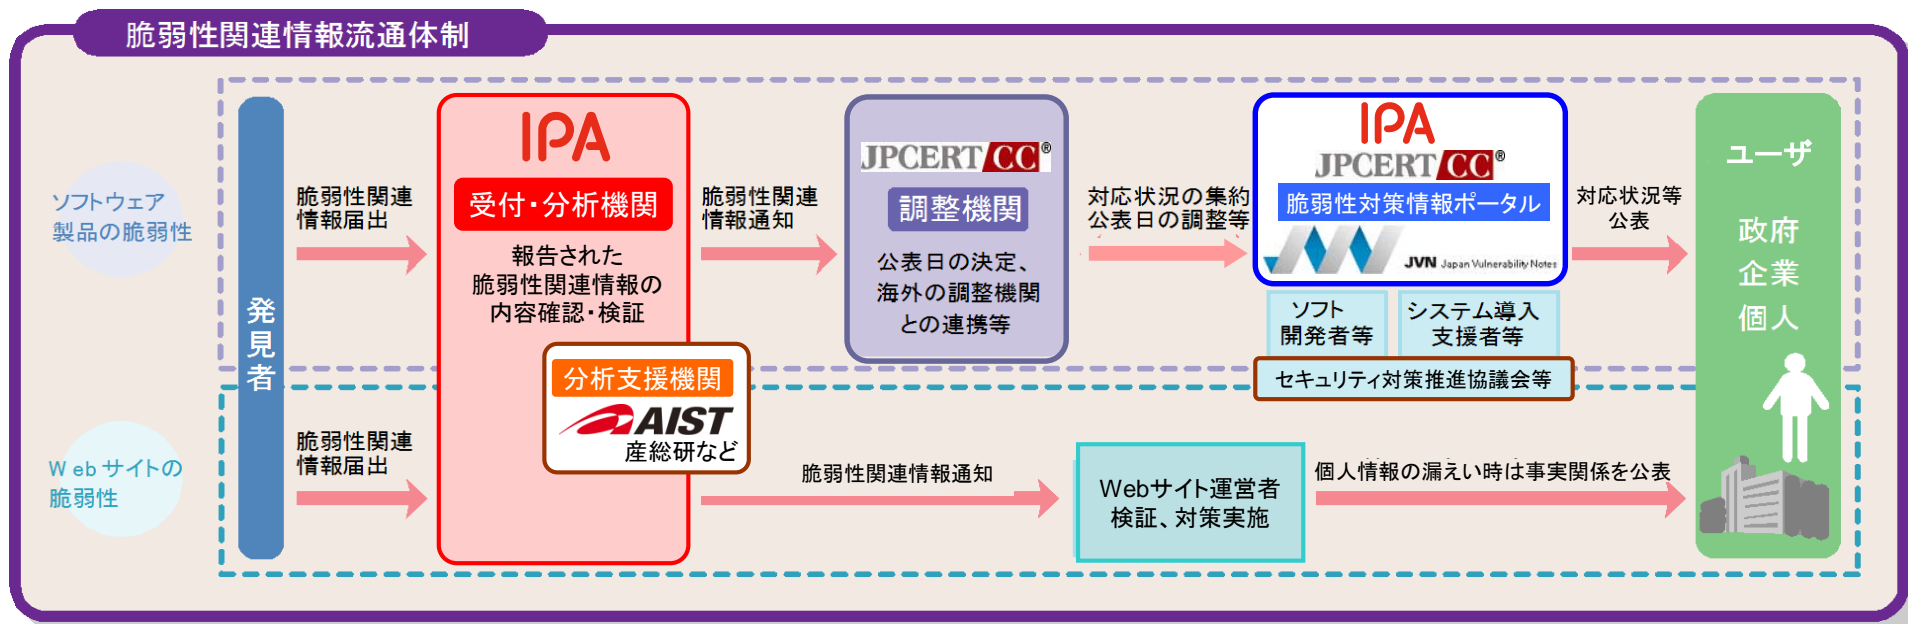 脆弱性関連情報流通体制
ソフトウェア
製品の脆弱性
Webサイトの
脆弱性
発見者
脆弱性関連
情報届出
脆弱性関連
情報届出
IPA
受付・分析機関
報告された
脆弱性関連情報の
内容確認・検証
分析支援機関
AIST
産総研など
脆弱性関連
情報通知
JPCERT/CC®
調整機関
公表日の決定、
海外の調整機関
との連携等
対応状況の集約
公表日の調整等
IPA
JPCERT/CC®
脆弱性対策情報ポータル
JVN Japan Vulnerability Notes
ソフト
開発者等
システム導入
支援者等
セキュリティ対策推進協議会等
対応状況等
公表
脆弱性関連情報通知
Webサイト運営者
検証、対策実施
個人情報の漏えい時は事実関係を公表
ユーザ
政府
企業
個人